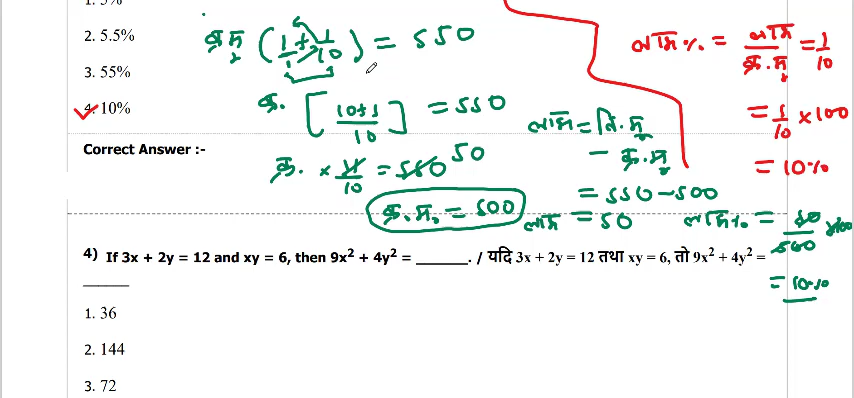 2. 5.5%
3. 55%
4. 10%
Correct Answer :-
क्र.मू (1/1 + 1/10) = 550
क्र. [10+1/10] = 550
क्र. × 11/10 = 550 50
क्र.मू. = 500
लाभ = वि.मू - क्र.मू
= 550 - 500
लाभ = 50
लाभ% = लाभ/क्र.मू = 1/10
= 1/10 × 100
= 10%
लाभ% = 50/500 × 100
= 10%
4) If 3x + 2y = 12 and xy = 6, then 9x² + 4y² = ______. / यदि 3x + 2y = 12 तथा xy = 6, तो 9x² + 4y² =
______
1. 36
2. 144
3. 72